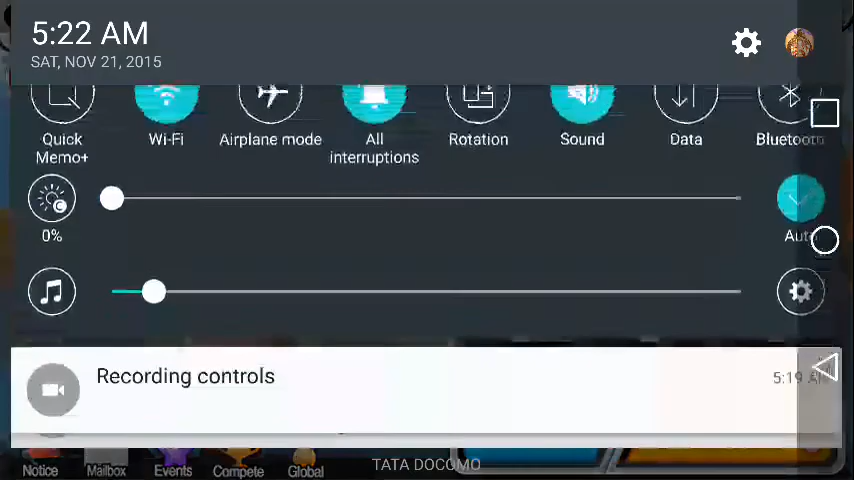 5:22 AM
SAT, NOV 21, 2015
Quick Memo+
Wi-Fi
Airplane mode
All interruptions
Rotation
Sound
Data
Bluetooth
0%
Auto
Recording controls
5:19 AM
Notice
Mailbox
Events
Compete
Global
TATA DOCOMO